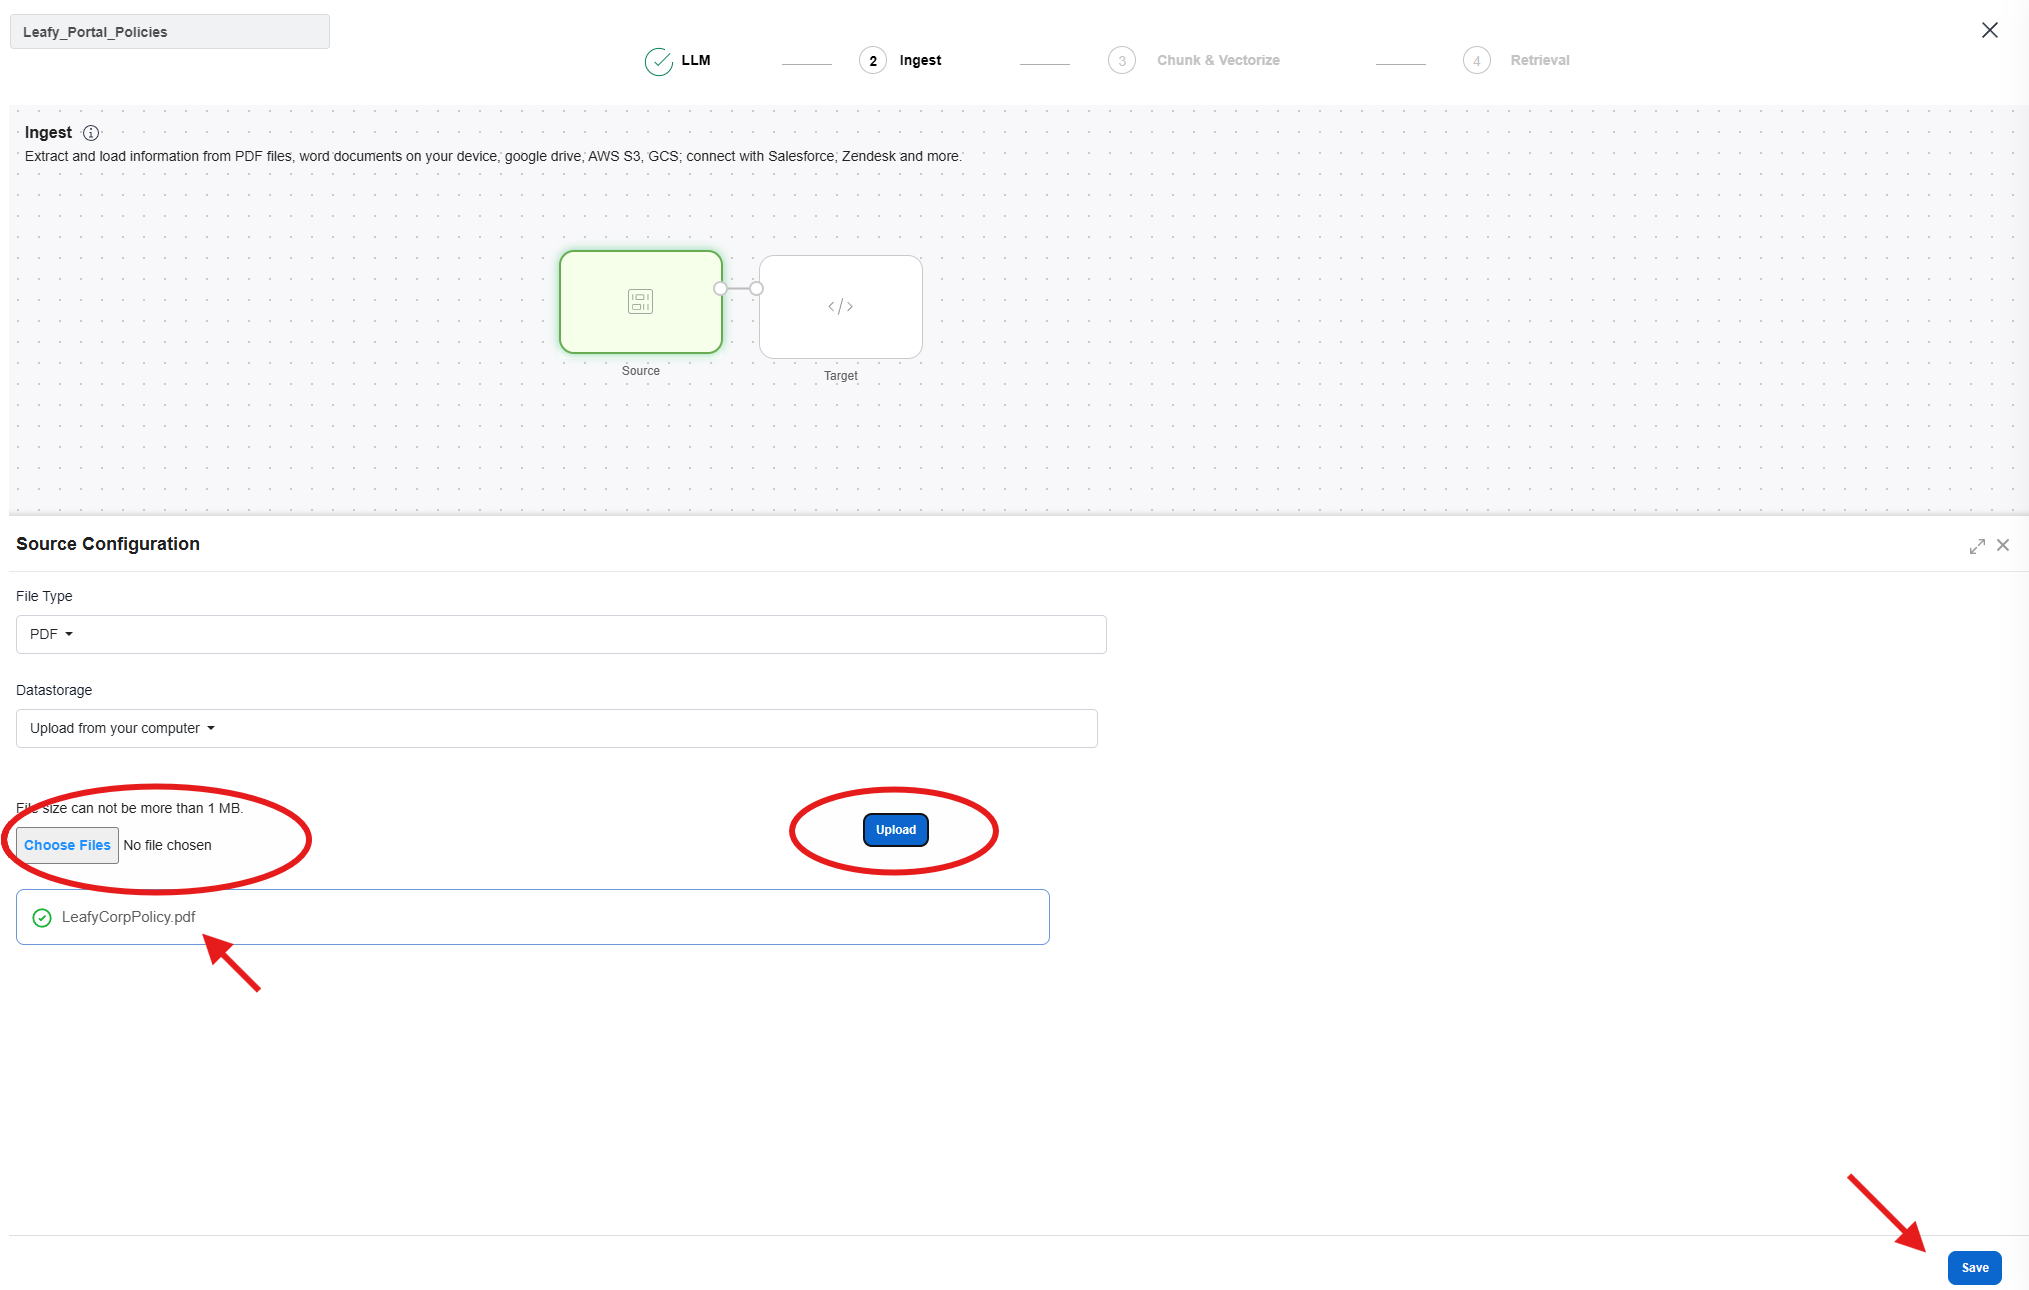 Leafy_Portal_Policies
LLM
2 Ingest
3 Chunk & Vectorize
4 Retrieval
Ingest
Extract and load information from PDF files, word documents on your device, google drive, AWS S3, GCS; connect with Salesforce, Zendesk and more.
</>
Source
Target
Source Configuration
File Type
PDF
Datastorage
Upload from your computer
File size can not be more than 1 MB.
Upload
Choose Files No file chosen
LeafyCorpPolicy.pdf
Save